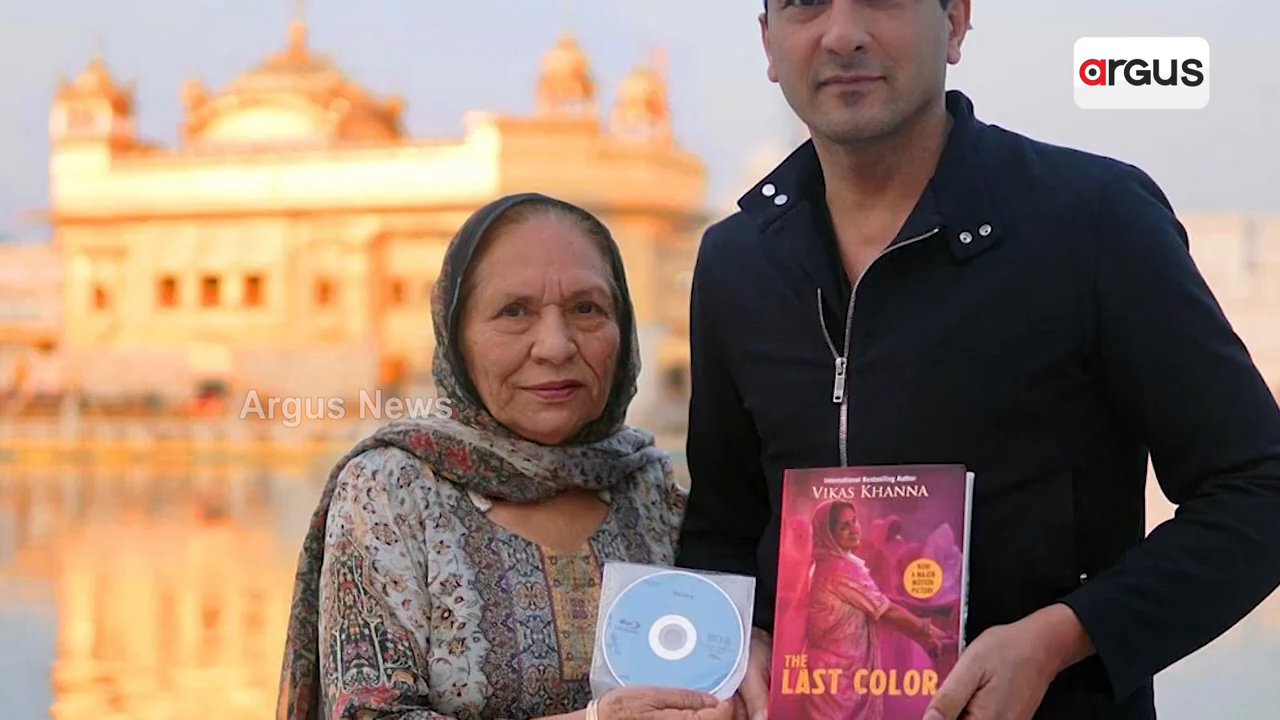 argus
Argus News
International Bestselling Author
VIKAS KHANNA
NOW
A MAJOR
MOTION
PICTURE
THE
LAST COLOR